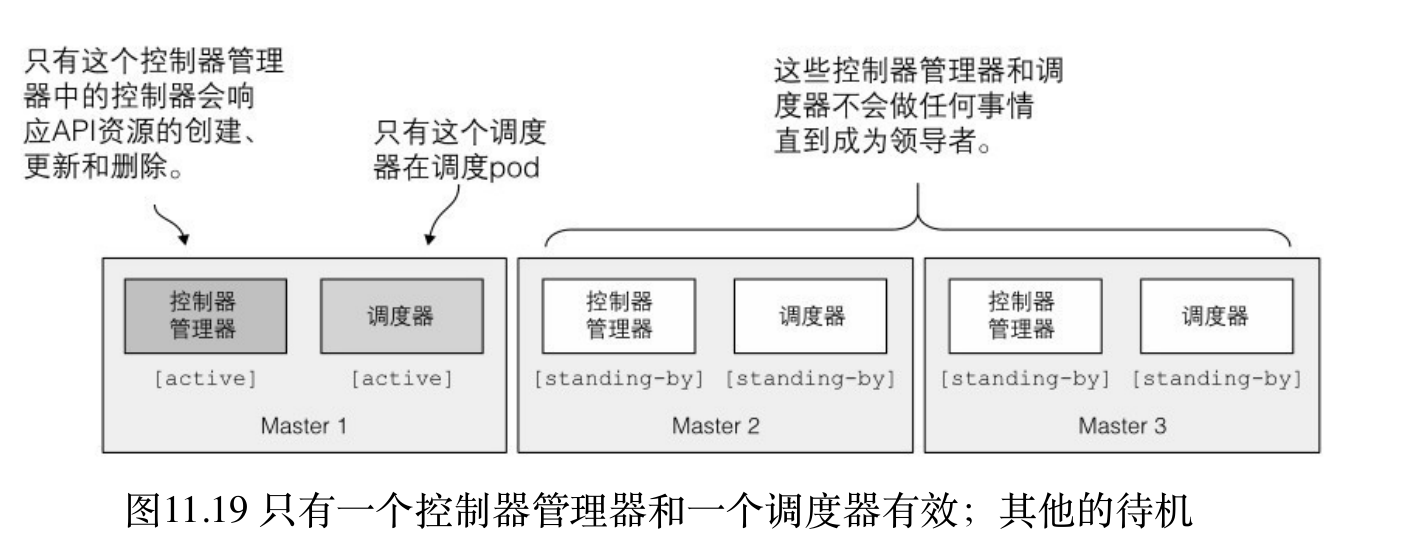 只有这个控制器管理
器中的控制器会响
应API资源的创建、
更新和删除。
只有这个调度
器在调度pod
这些控制器管理器和调
度器不会做任何事情
直到成为领导者。
控制器
管理器
[active]
调度器
[active]
Master 1
控制器
管理器
[standing-by]
调度器
[standing-by]
Master 2
控制器
管理器
[standing-by]
调度器
[standing-by]
Master 3
图11.19 只有一个控制器管理器和一个调度器有效；其他的待机